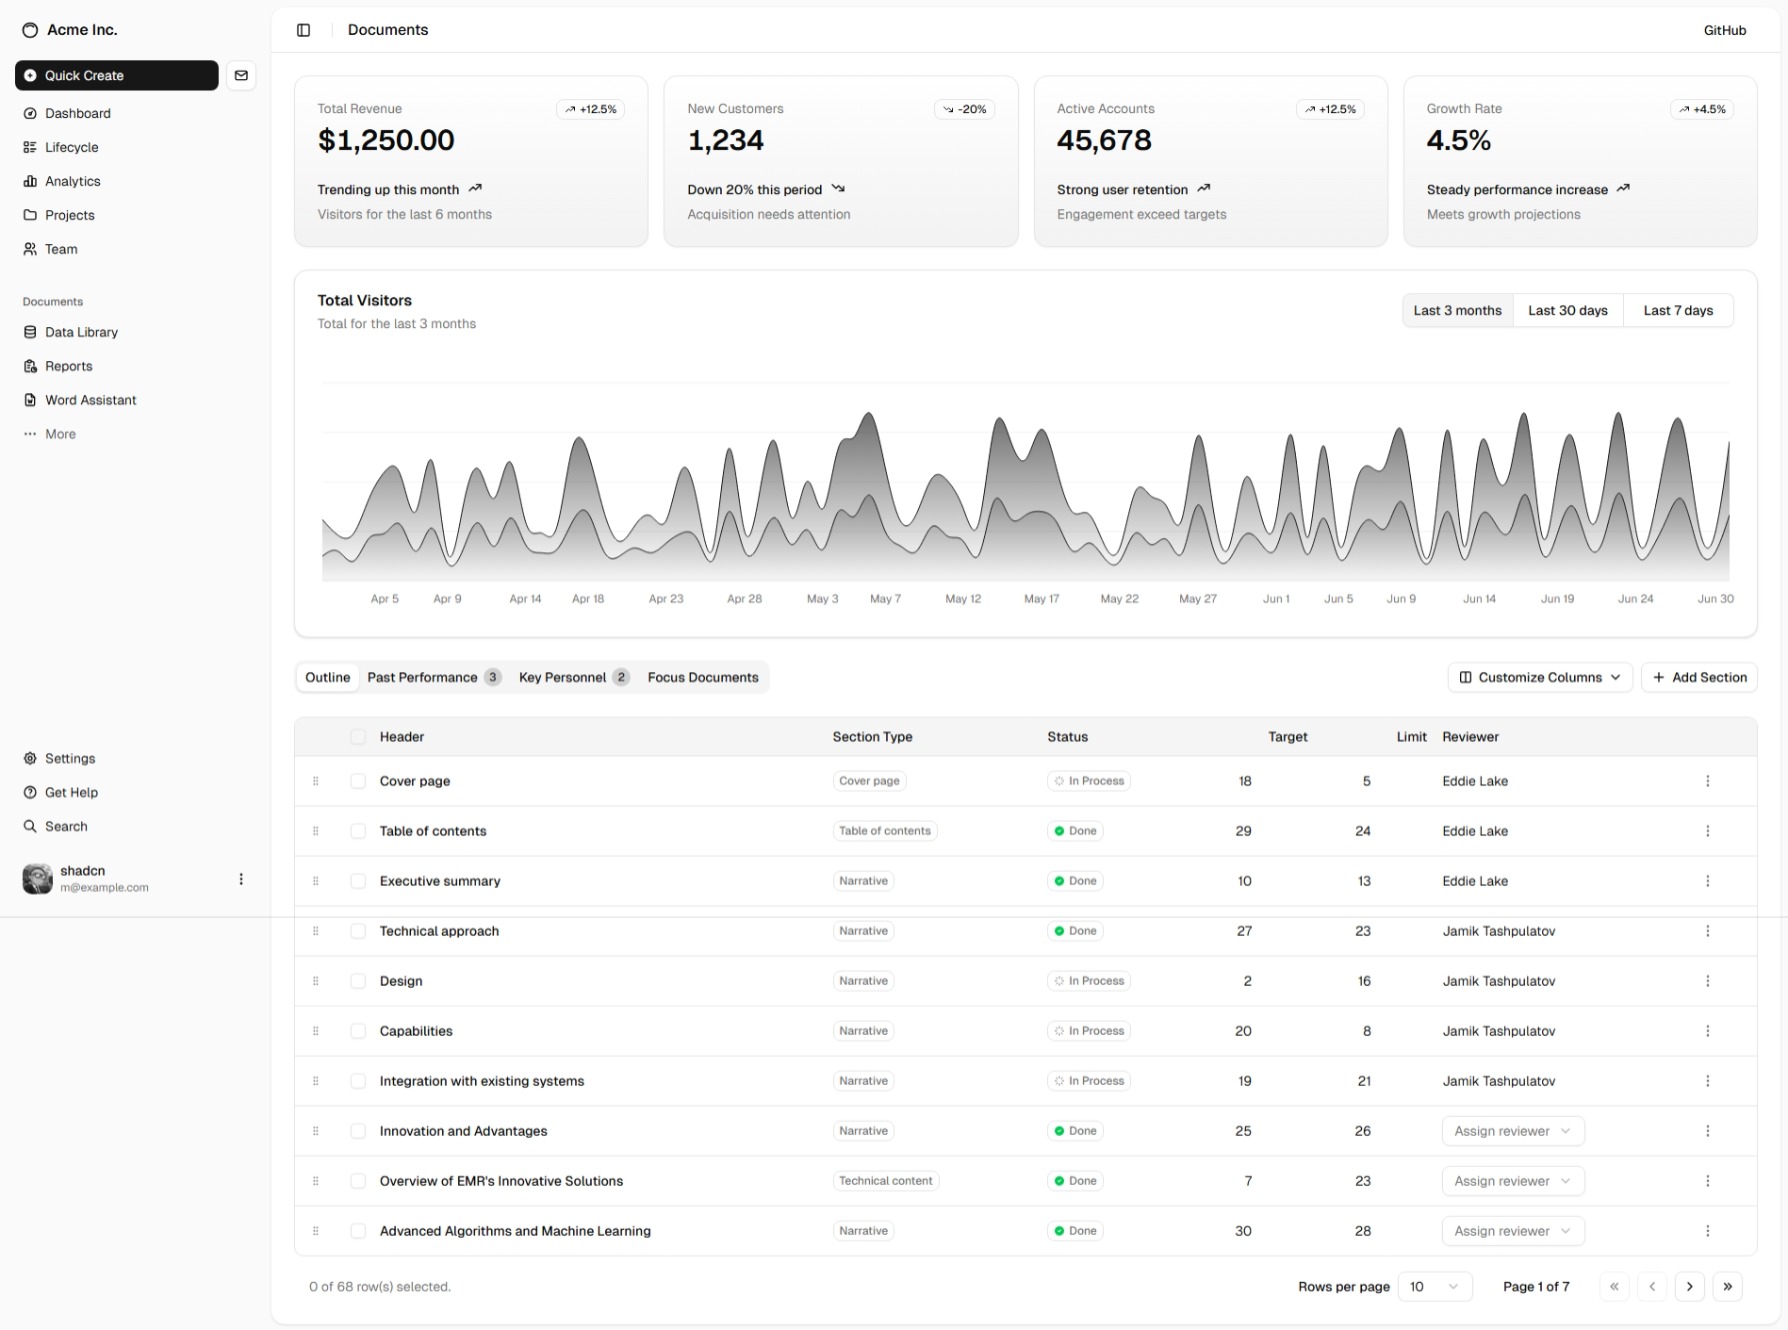 Acme Inc.
Quick Create
Dashboard
Lifecycle
Analytics
Projects
Team
Documents
Data Library
Reports
Word Assistant
More
Settings
Get Help
Search
shadcn
m@example.com
Documents
GitHub
Total Revenue
+12.5%
$1,250.00
Trending up this month
Visitors for the last 6 months
New Customers
-20%
1,234
Down 20% this period
Acquisition needs attention
Active Accounts
+12.5%
45,678
Strong user retention
Engagement exceed targets
Growth Rate
+4.5%
4.5%
Steady performance increase
Meets growth projections
Total Visitors
Total for the last 3 months
Last 3 months Last 30 days Last 7 days
Apr 5 Apr 9 Apr 14 Apr 18 Apr 23 Apr 28 May 3 May 7 May 12 May 17 May 22 May 27 Jun 1 Jun 5 Jun 9 Jun 14 Jun 19 Jun 24 Jun 30
Outline Past Performance 3 Key Personnel 2 Focus Documents
Customize Columns Add Section
Header Section Type Status Target Limit Reviewer
Cover page Cover page In Process 18 5 Eddie Lake
Table of contents Table of contents Done 29 24 Eddie Lake
Executive summary Narrative Done 10 13 Eddie Lake
Technical approach Narrative Done 27 23 Jamik Tashpulatov
Design Narrative In Process 2 16 Jamik Tashpulatov
Capabilities Narrative In Process 20 8 Jamik Tashpulatov
Integration with existing systems Narrative In Process 19 21 Jamik Tashpulatov
Innovation and Advantages Narrative Done 25 26 Assign reviewer
Overview of EMR's Innovative Solutions Technical content Done 7 23 Assign reviewer
Advanced Algorithms and Machine Learning Narrative Done 30 28 Assign reviewer
0 of 68 row(s) selected.
Rows per page 10 Page 1 of 7